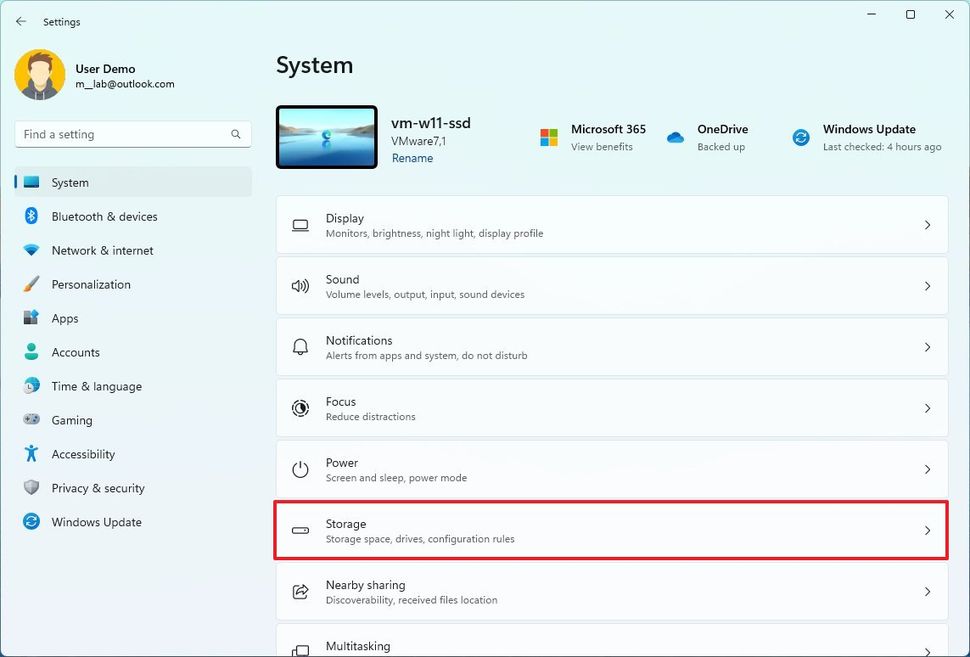 Settings
User Demo
m__lab@outlook.com
Find a setting
System
Bluetooth & devices
Network & internet
Personalization
Apps
Accounts
Time & language
Gaming
Accessibility
Privacy & security
Windows Update
System
vm-w11-ssd
VMware7,1
Rename
Microsoft 365
View benefits
OneDrive
Backed up
Windows Update
Last checked: 4 hours ago
Display
Monitors, brightness, night light, display profile
Sound
Volume levels, output, input, sound devices
Notifications
Alerts from apps and system, do not disturb
Focus
Reduce distractions
Power
Screen and sleep, power mode
Storage
Storage space, drives, configuration rules
Nearby sharing
Discoverability, received files location
Multitasking